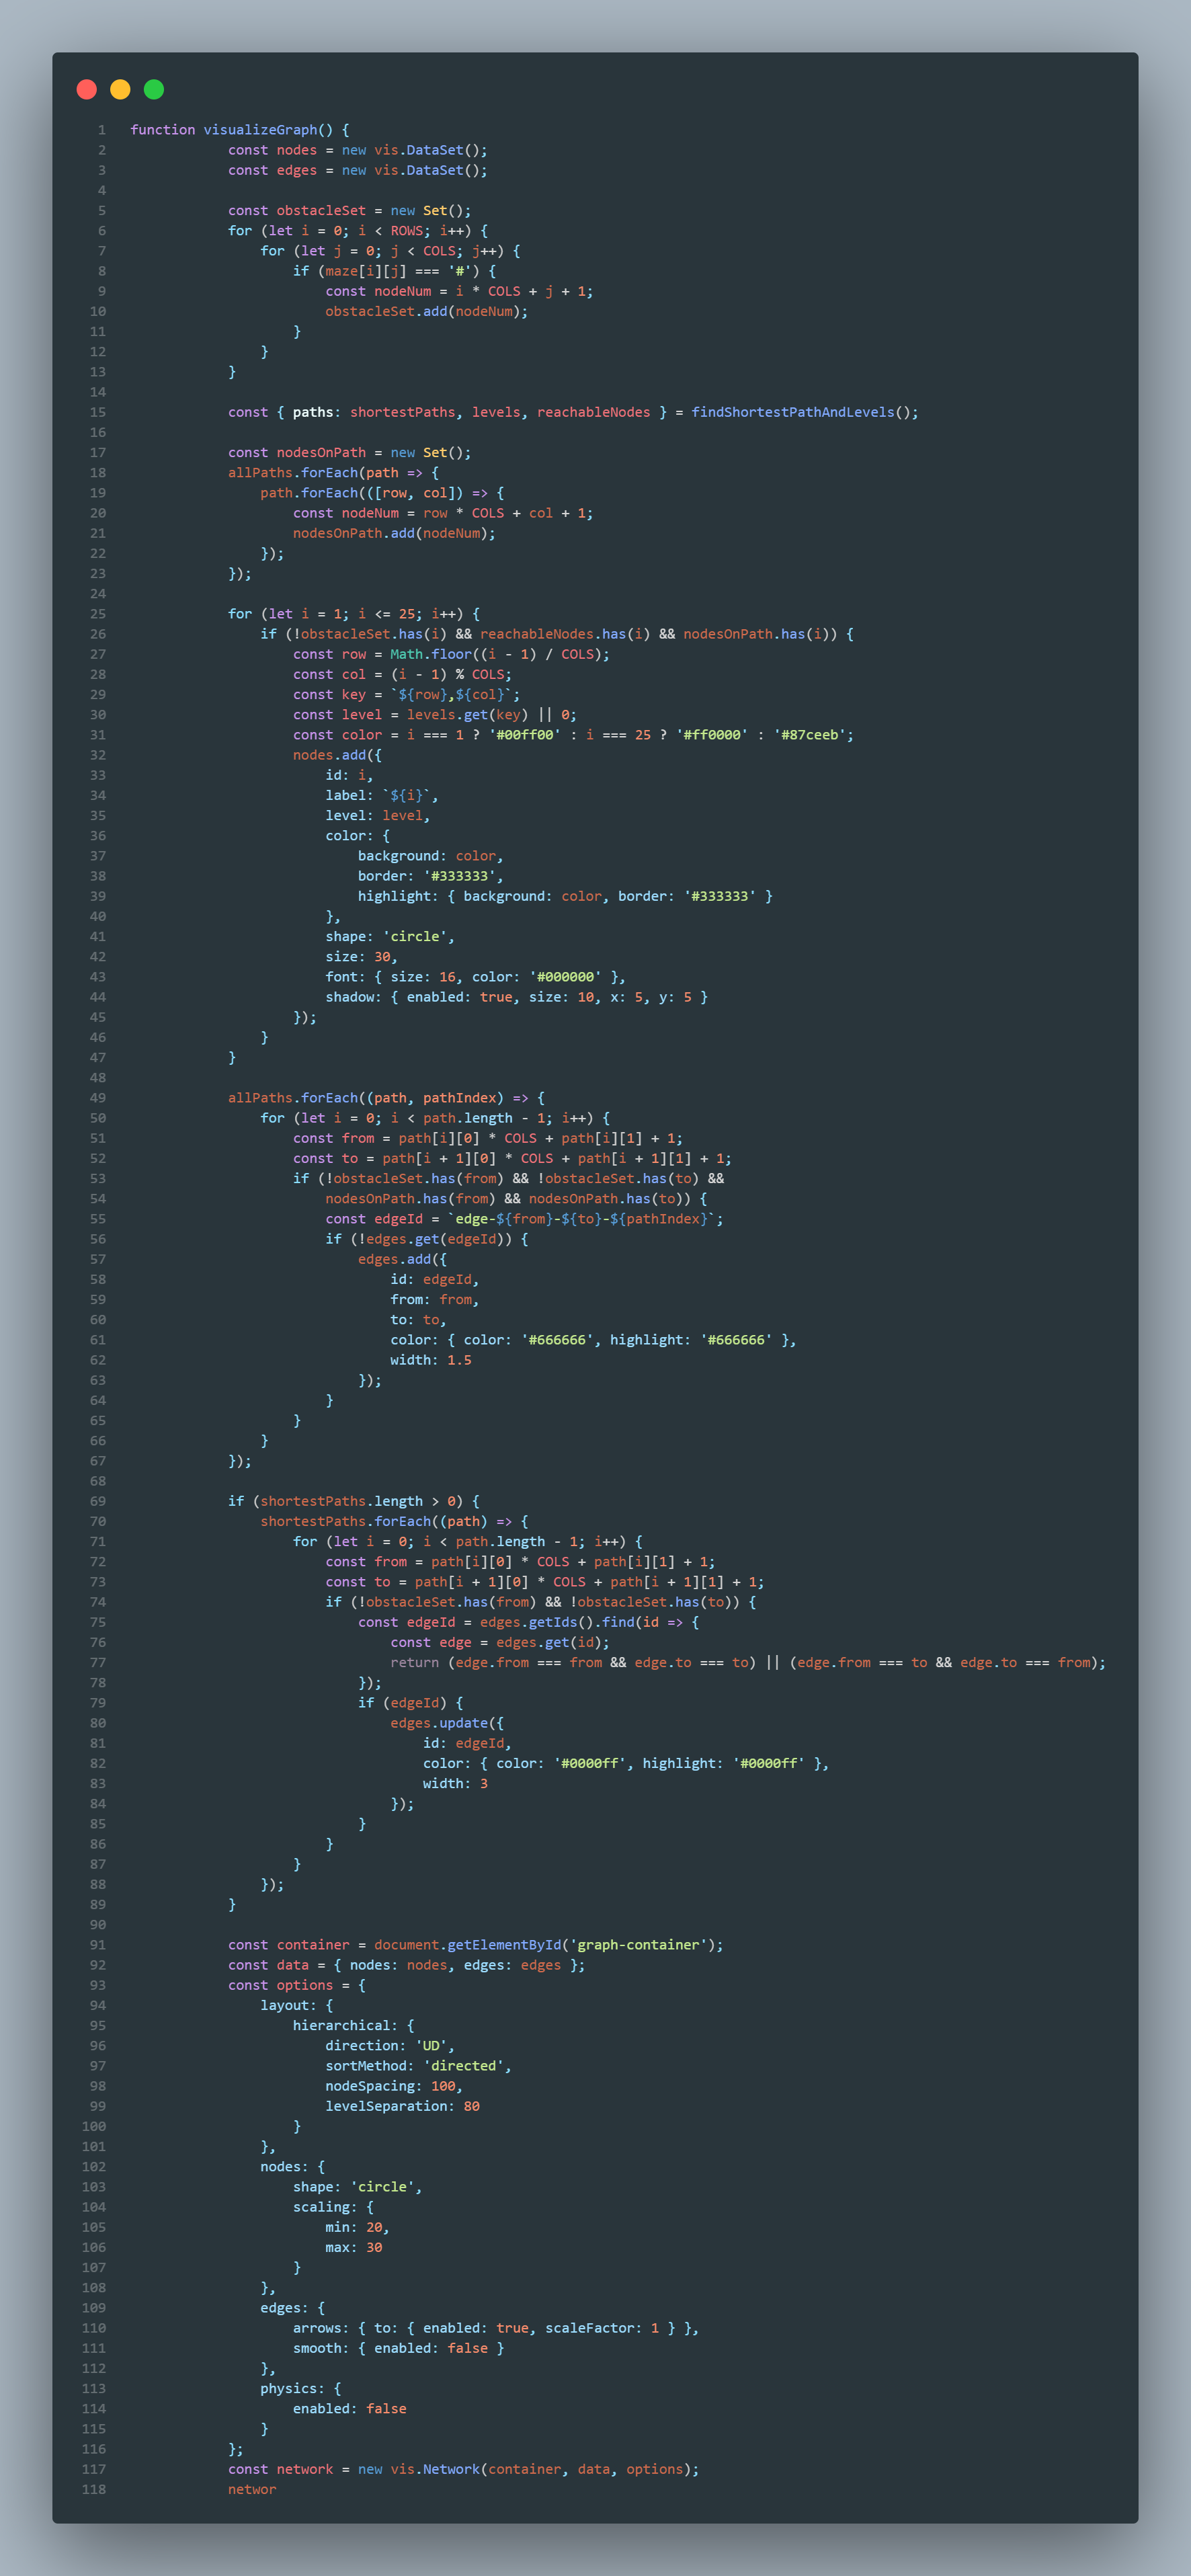 1 function visualizeGraph() {
2 const nodes = new vis.DataSet();
3 const edges = new vis.DataSet();
4
5 const obstacleSet = new Set();
6 for (let i = 0; i < ROWS; i++) {
7 for (let j = 0; j < COLS; j++) {
8 if (maze[i][j] === '#') {
9 const nodeNum = i * COLS + j + 1;
10 obstacleSet.add(nodeNum);
11 }
12 }
13 }
14
15 const { paths: shortestPaths, levels, reachableNodes } = findShortestPathAndLevels();
16
17 const nodesOnPath = new Set();
18 allPaths.forEach(path => {
19 path.forEach(([row, col]) => {
20 const nodeNum = row * COLS + col + 1;
21 nodesOnPath.add(nodeNum);
22 });
23 });
24
25 for (let i = 1; i <= 25; i++) {
26 if (!obstacleSet.has(i) && reachableNodes.has(i) && nodesOnPath.has(i)) {
27 const row = Math.floor((i - 1) / COLS);
28 const col = (i - 1) % COLS;
29 const key = `${row},${col}`;
30 const level = levels.get(key) || 0;
31 const color = i === 1 ? '#00ff00' : i === 25 ? '#ff0000' : '#87ceeb';
32 nodes.add({
33 id: i,
34 label: `${i}`,
35 level: level,
36 color: {
37 background: color,
38 border: '#333333',
39 highlight: { background: color, border: '#333333' }
40 },
41 shape: 'circle',
42 size: 30,
43 font: { size: 16, color: '#000000' },
44 shadow: { enabled: true, size: 10, x: 5, y: 5 }
45 });
46 }
47 }
48
49 allPaths.forEach((path, pathIndex) => {
50 for (let i = 0; i < path.length - 1; i++) {
51 const from = path[i][0] * COLS + path[i][1] + 1;
52 const to = path[i + 1][0] * COLS + path[i + 1][1] + 1;
53 if (!obstacleSet.has(from) && !obstacleSet.has(to) &&
54 nodesOnPath.has(from) && nodesOnPath.has(to)) {
55 const edgeId = `edge-${from}-${to}-${pathIndex}`;
56 if (!edges.get(edgeId)) {
57 edges.add({
58 id: edgeId,
59 from: from,
60 to: to,
61 color: { color: '#666666', highlight: '#666666' },
62 width: 1.5
63 });
64 }
65 }
66 }
67 });
68
69 if (shortestPaths.length > 0) {
70 shortestPaths.forEach((path) => {
71 for (let i = 0; i < path.length - 1; i++) {
72 const from = path[i][0] * COLS + path[i][1] + 1;
73 const to = path[i + 1][0] * COLS + path[i + 1][1] + 1;
74 if (!obstacleSet.has(from) && !obstacleSet.has(to)) {
75 const edgeId = edges.getIds().find(id => {
76 const edge = edges.get(id);
77 return (edge.from === from && edge.to === to) || (edge.from === to && edge.to === from);
78 });
79 if (edgeId) {
80 edges.update({
81 id: edgeId,
82 color: { color: '#0000ff', highlight: '#0000ff' },
83 width: 3
84 });
85 }
86 }
87 }
88 });
89 }
90
91 const container = document.getElementById('graph-container');
92 const data = { nodes: nodes, edges: edges };
93 const options = {
94 layout: {
95 hierarchical: {
96 direction: 'UD',
97 sortMethod: 'directed',
98 nodeSpacing: 100,
99 levelSeparation: 80
100 }
101 },
102 nodes: {
103 shape: 'circle',
104 scaling: {
105 min: 20,
106 max: 30
107 }
108 },
109 edges: {
110 arrows: { to: { enabled: true, scaleFactor: 1 } },
111 smooth: { enabled: false }
112 },
113 physics: {
114 enabled: false
115 }
116 };
117 const network = new vis.Network(container, data, options);
118 networ